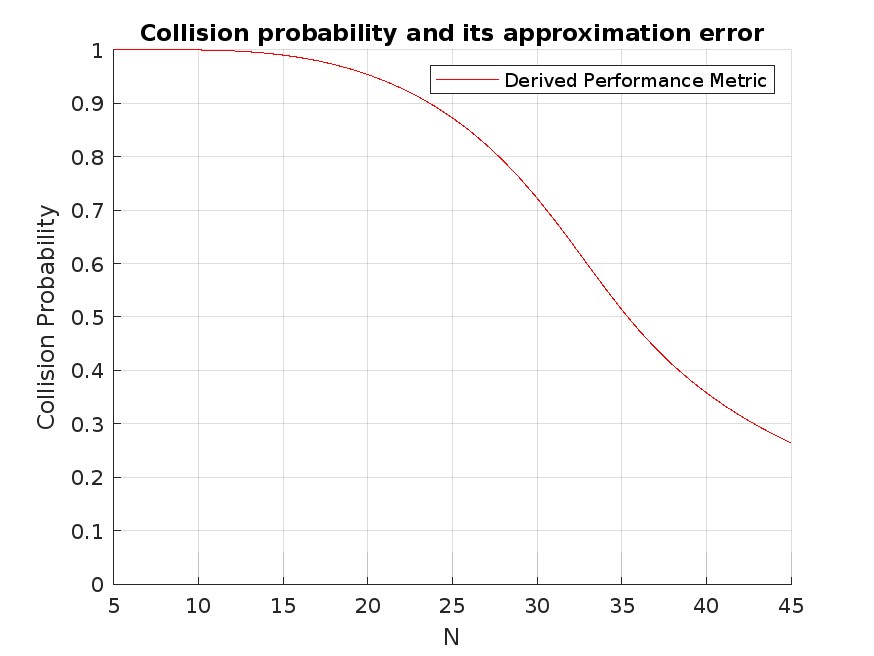 Collision probability and its approximation error
Derived Performance Metric
Collision Probability
1
0.9
0.8
0.7
0.6
0.5
0.4
0.3
0.2
0.1
0
5 10 15 20 25 30 35 40 45
N